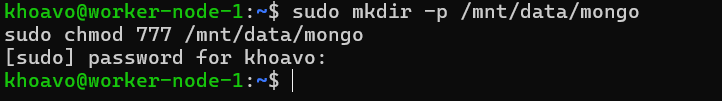 khoavo@worker-node-1:~$ sudo mkdir -p /mnt/data/mongo
sudo chmod 777 /mnt/data/mongo
[sudo] password for khoavo:
khoavo@worker-node-1:~$